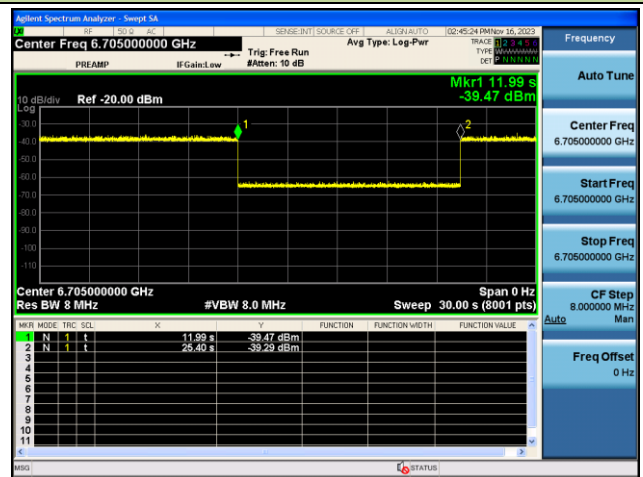 Agilent Spectrum Analyzer - Swept SA
RF 50 Ω AC SENSE:INT SOURCE OFF ALIGN AUTO 02:45:24 PM Nov 16, 2023
Center Freq 6.705000000 GHz
Avg Type: Log-Pwr
TRACE 1 2 3 4 5 6
TYPE
DET P N N N N N
PREAMP IFGain:Low Trig: Free Run
#Atten: 10 dB
Mkr1 11.99 s
-39.47 dBm
10 dB/div Ref -20.00 dBm
Log
-30.0
-40.0
-50.0
-60.0
-70.0
-80.0
-90.0
-100
-110
1
2
Center 6.705000000 GHz Span 0 Hz
Res BW 8 MHz #VBW 8.0 MHz Sweep 30.00 s (8001 pts)
MKR MODE TRC SCL X Y FUNCTION FUNCTION WIDTH FUNCTION VALUE
1 N 1 t 11.99 s -39.47 dBm
2 N 1 t 25.40 s -39.29 dBm
3
4
5
6
7
8
9
10
11
MSG STATUS
Frequency
Auto Tune
Center Freq
6.705000000 GHz
Start Freq
6.705000000 GHz
Stop Freq
6.705000000 GHz
CF Step
8.000000 MHz
Auto Man
Freq Offset
0 Hz